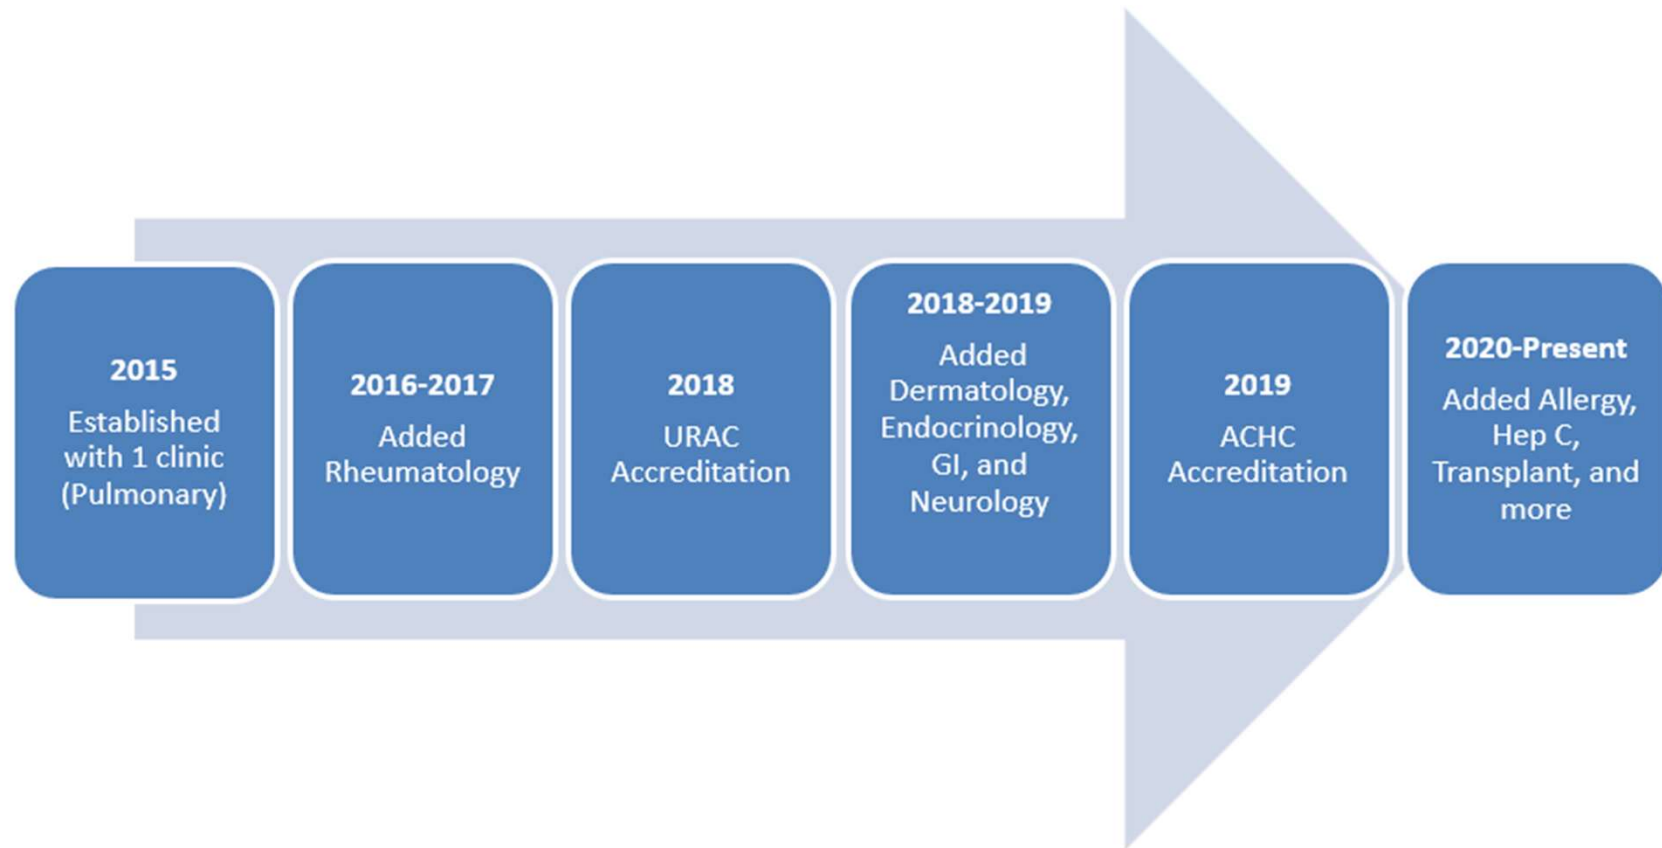 2015
Established
with 1 clinic
(Pulmonary)
2016-2017
Added
Rheumatology
2018
URAC
Accreditation
2018-2019
Added
Dermatology,
Endocrinology,
GI, and
Neurology
2019
ACHC
Accreditation
2020-Present
Added Allergy,
Hep C,
Transplant, and
more